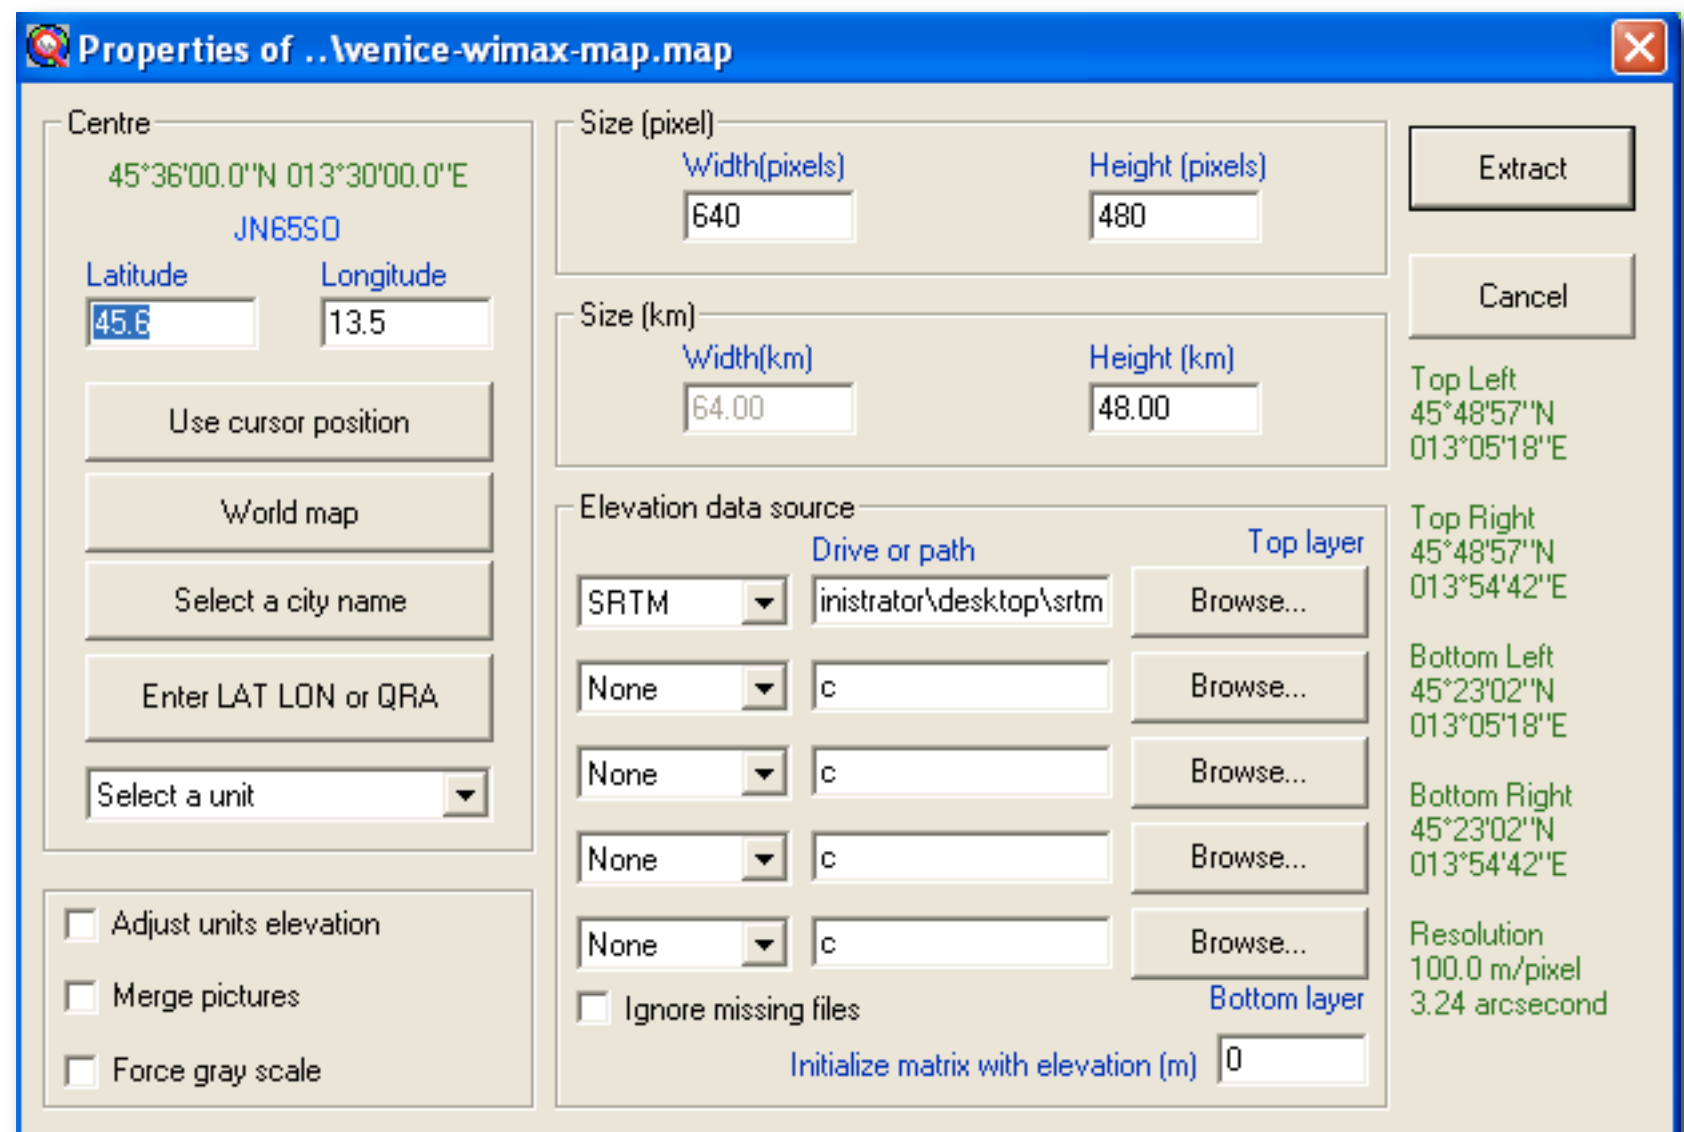 Properties of ..\venice-wimax-map.map
Centre
45°36'00.0"N 013°30'00.0"E
JN65SO
Latitude Longitude
45.6 13.5
Use cursor position
World map
Select a city name
Enter LAT LON or QRA
Select a unit
Adjust units elevation
Merge pictures
Force gray scale
Size (pixel)
Width(pixels) Height (pixels)
640 480
Size (km)
Width(km) Height (km)
64.00 48.00
Elevation data source
Drive or path Top layer
SRTM inistrator\desktop\srtm Browse...
None c Browse...
None c Browse...
None c Browse...
None c Browse...
Ignore missing files Bottom layer
Initialize matrix with elevation (m) 0
Extract
Cancel
Top Left
45°48'57"N
013°05'18"E
Top Right
45°48'57"N
013°54'42"E
Bottom Left
45°23'02"N
013°05'18"E
Bottom Right
45°23'02"N
013°54'42"E
Resolution
100.0 m/pixel
3.24 arcsecond